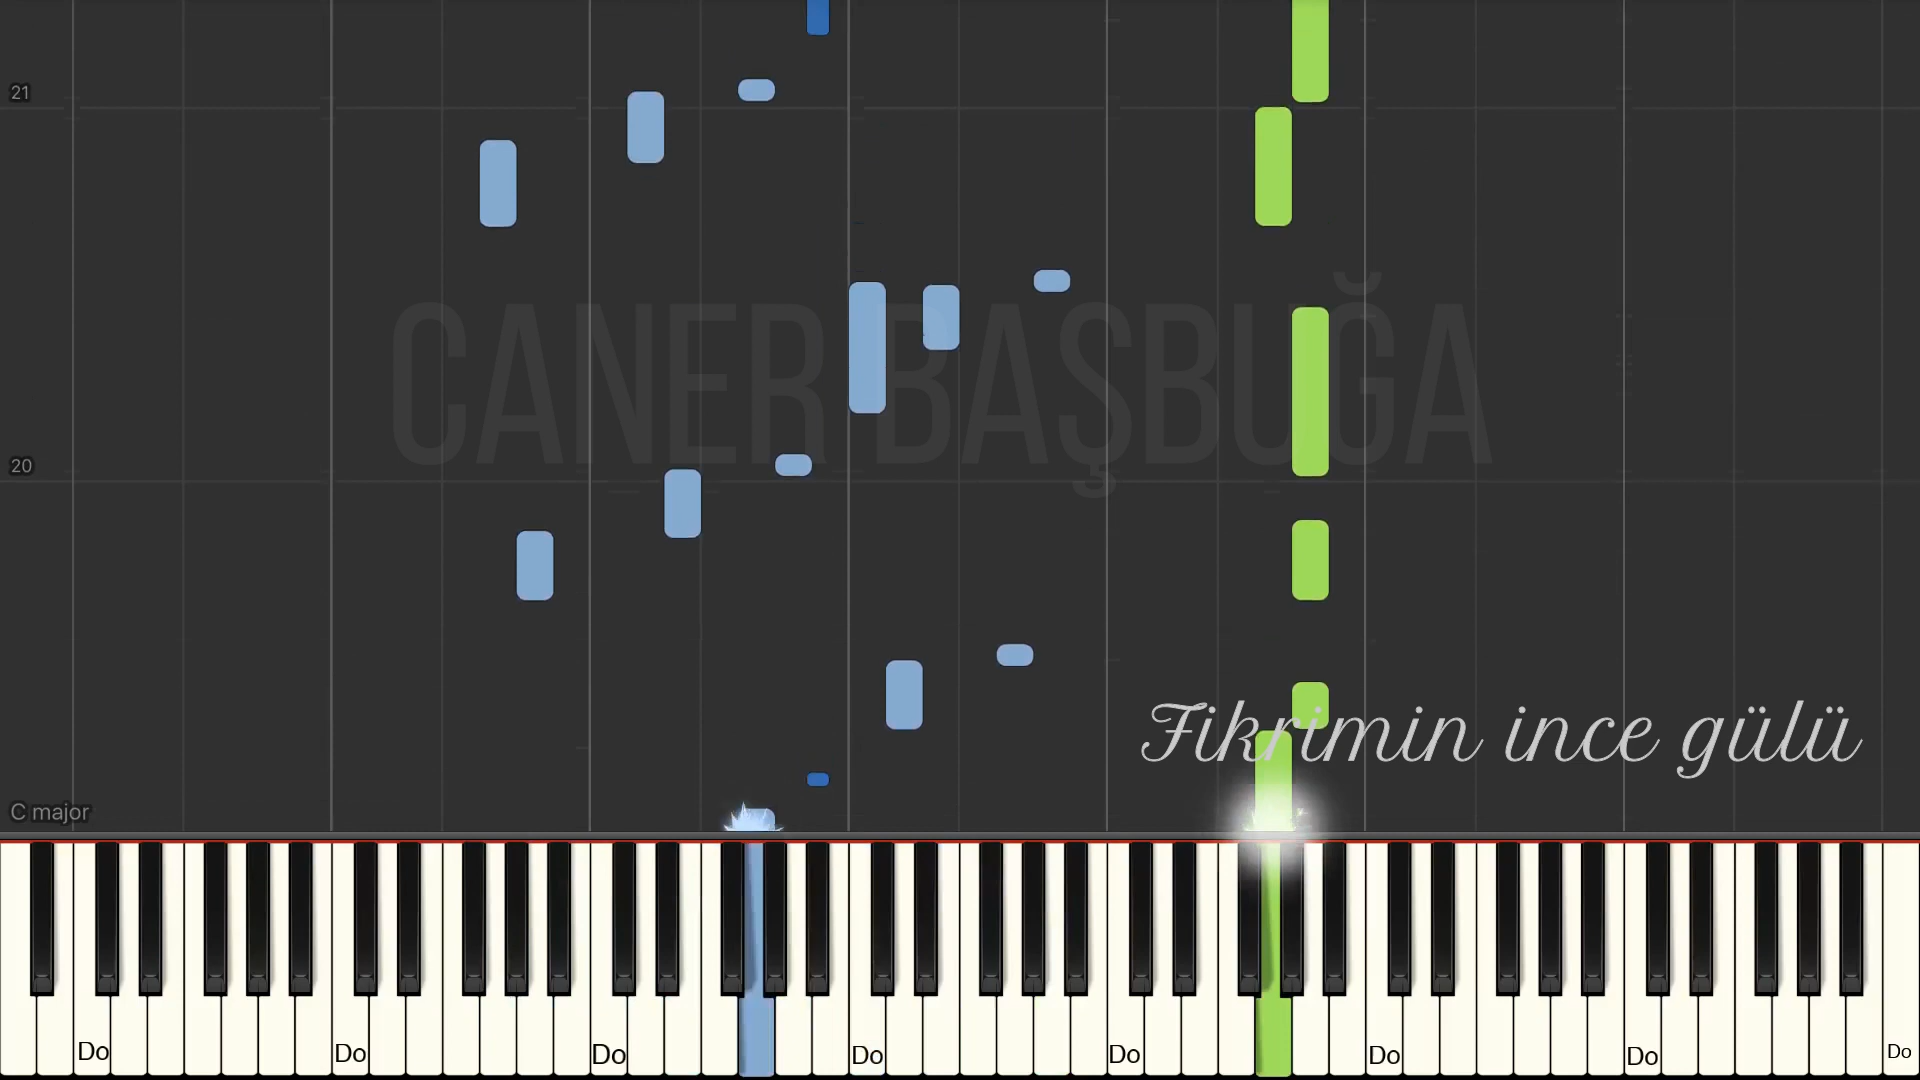 21
CANER BAŞBUĞA
20
Fikrimin ince gülü
C major
Do Do Do Do Do Do Do Do